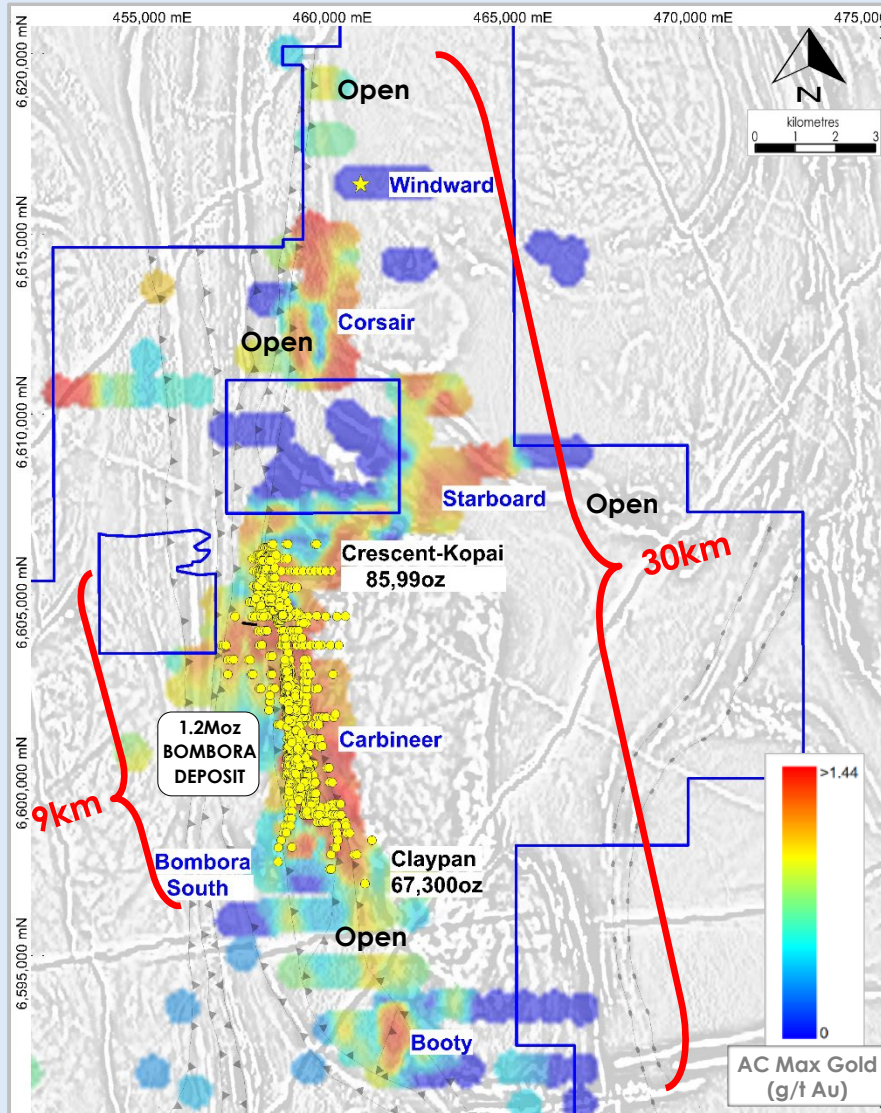 455,000 mE
460,000 mE
465,000 mE
470,000 mE
475,00
6,620,000 mN
6,615,000 mN
6,610,000 mN
6,605,000 mN
6,600,000 mN
6,595,000 mN
N
kilometres
0 1 2 3
Open
Windward
Corsair
Open
Starboard
Open
Crescent-Kopai
85,99oz
30km
1.2Moz
BOMBORA
DEPOSIT
Carbineer
9km
Bombora
South
Claypan
67,300oz
Open
Booty
>1.44
0
AC Max Gold
(g/t Au)